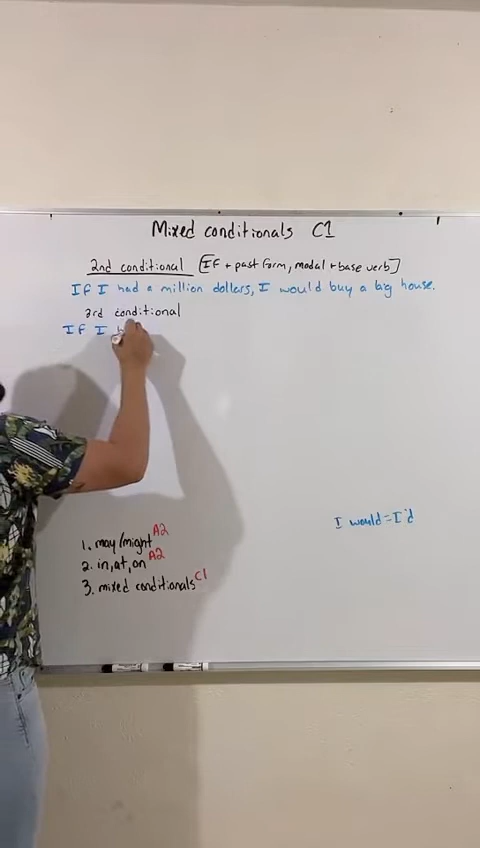 Mixed conditionals C1
2nd conditional [If + past form, modal + base verb]
If I had a million dollars, I would buy a big house.
3rd conditional
If I h
I would = I'd
1. may/might A2
2. in, at, on A2
3. mixed conditionals C1